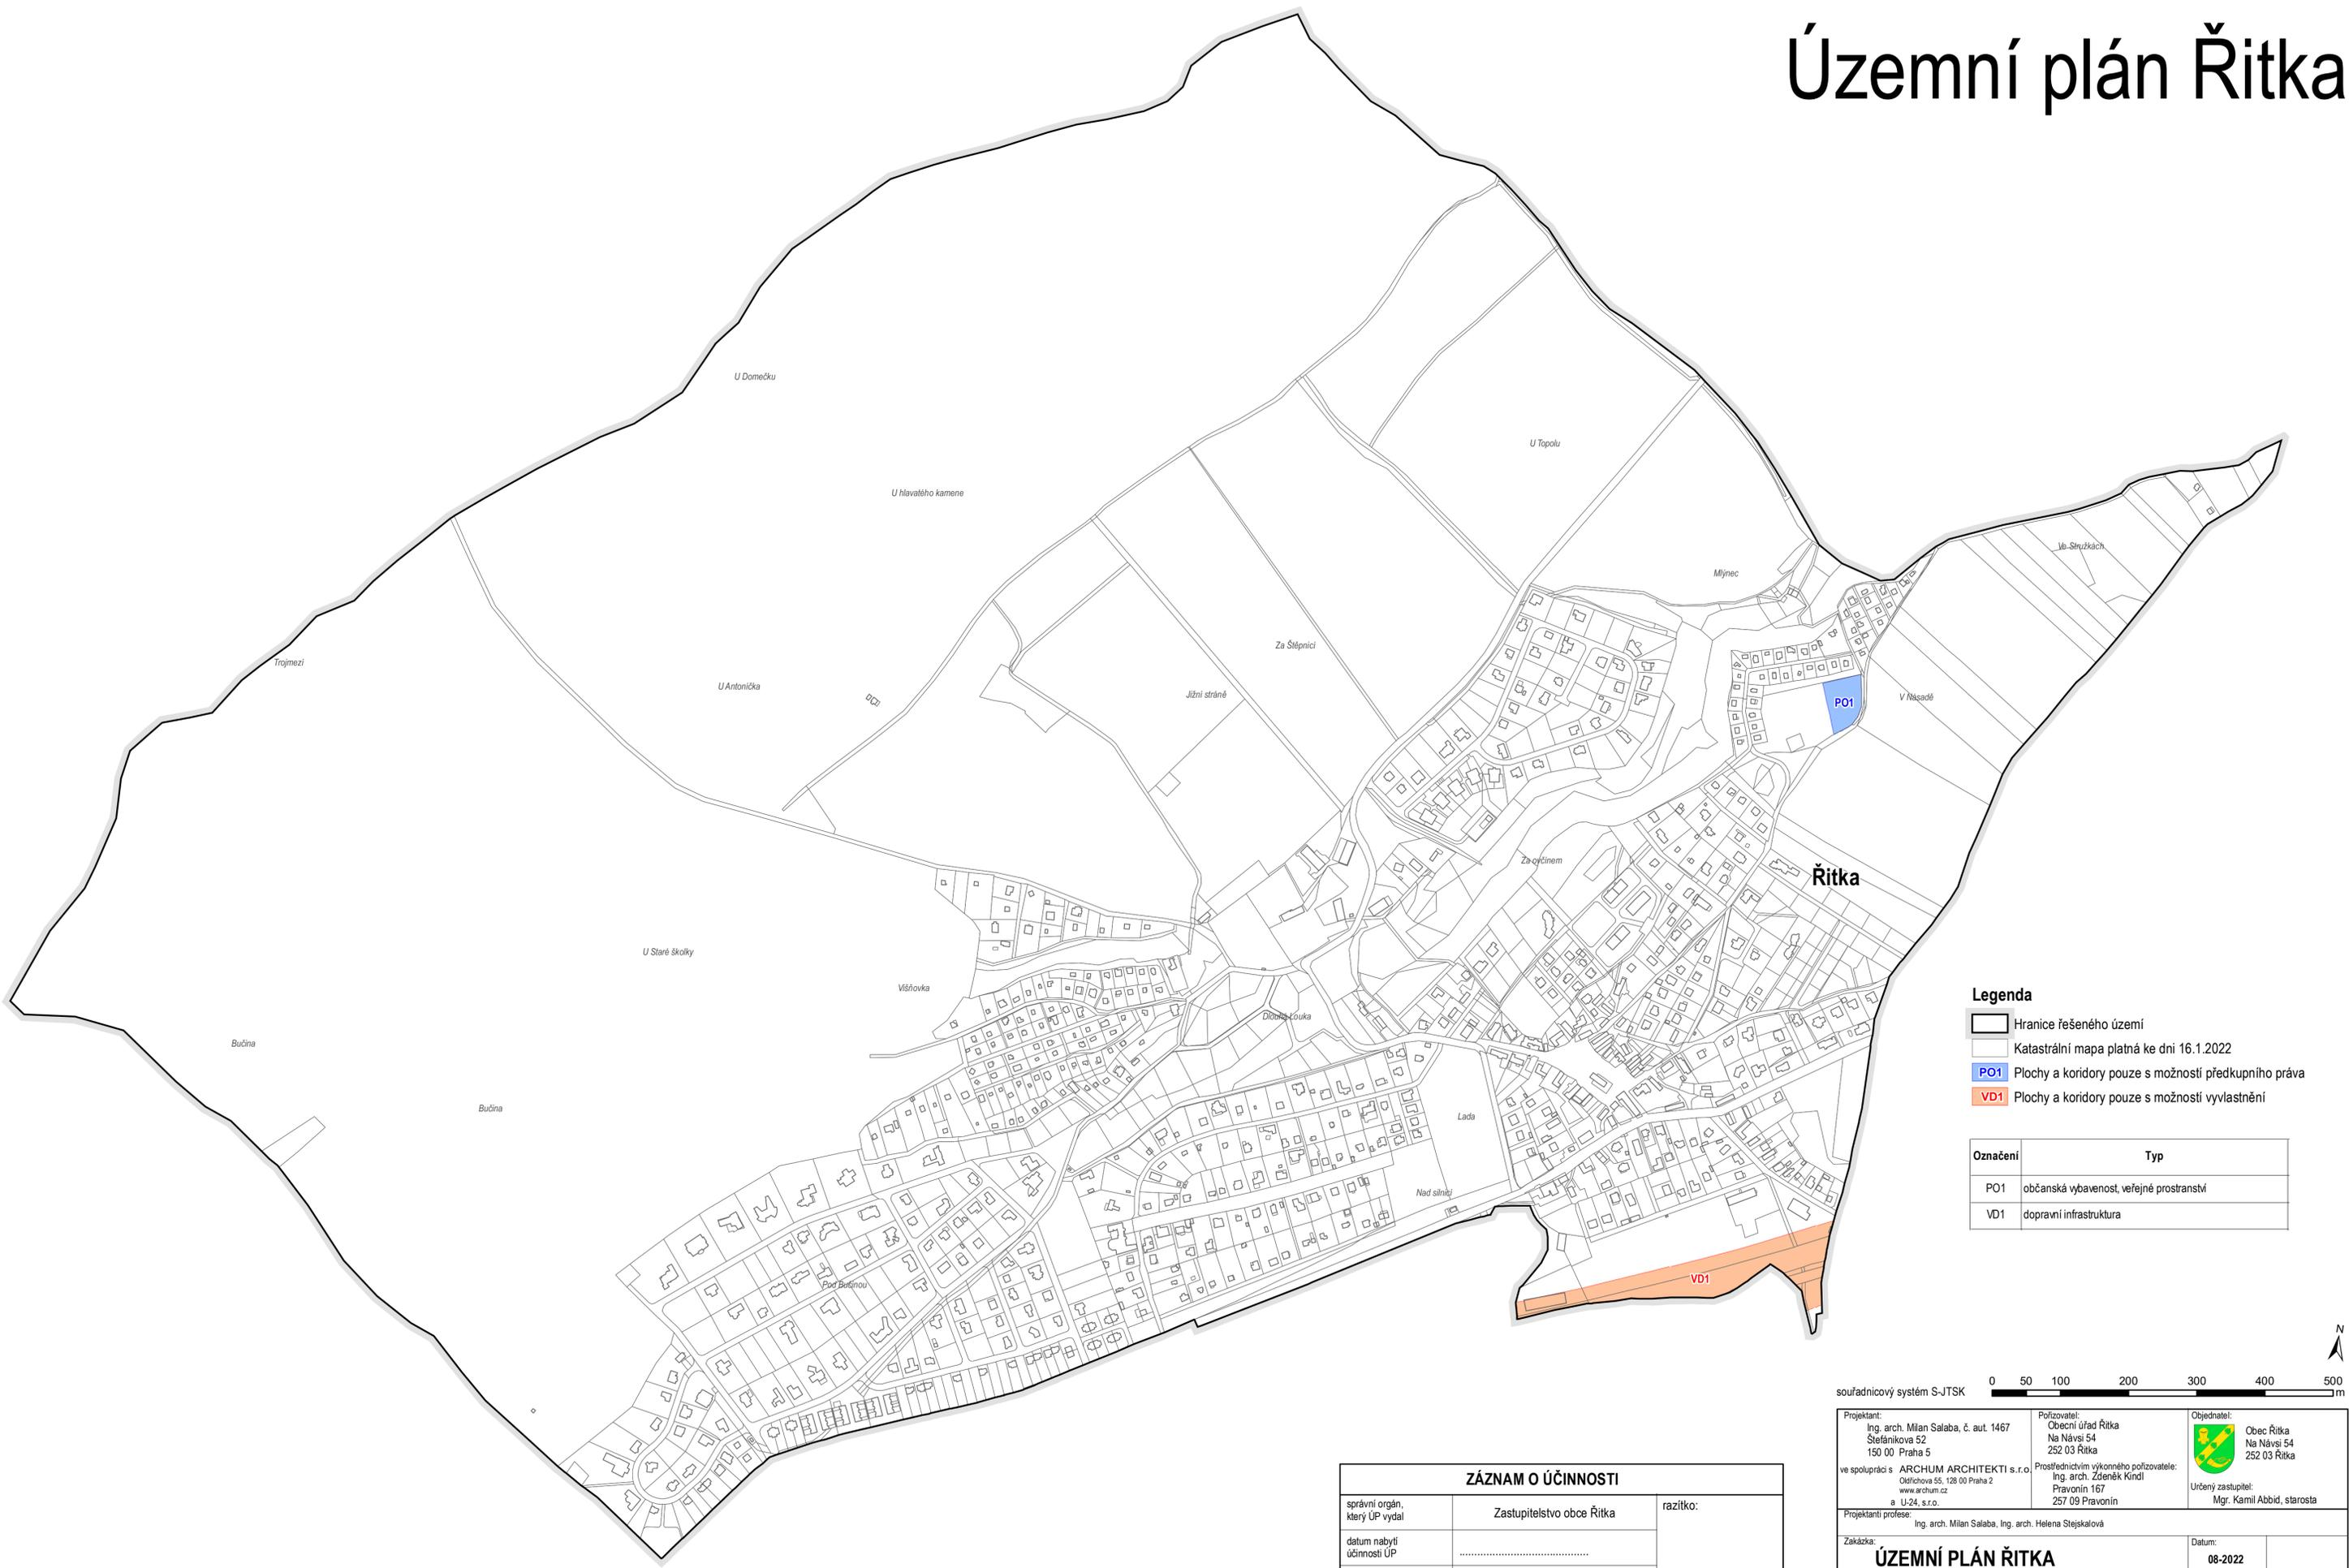 Územní plán Řitka
U Domečku
U Topolu
U hlavatého kamene
Ve Stružkách
Mlýnec
Za Štěpnicí
Trojmezí
U Antoníčka
Jižní stráně
V Násadě
PO1
Za ovčínem
Řitka
U Staré školky
Višňovka
Dlouhá Louka
Bučina
Bučina
Lada
Nad silnicí
Pod Bučinou
VD1
Legenda
Hranice řešeného území
Katastrální mapa platná ke dni 16.1.2022
PO1 Plochy a koridory pouze s možností předkupního práva
VD1 Plochy a koridory pouze s možností vyvlastnění
Označení Typ
PO1 občanská vybavenost, veřejné prostranství
VD1 dopravní infrastruktura
N
souřadnicový systém S-JTSK
0 50 100 200 300 400 500
m
Projektant:
Ing. arch. Milan Salaba, č. aut. 1467
Štefánikova 52
150 00 Praha 5
ve spolupráci s ARCHUM ARCHITEKTI s.r.o.
Oldřichova 55, 128 00 Praha 2
www.archum.cz
a U-24, s.r.o.
Pořizovatel:
Obecní úřad Řitka
Na Návsi 54
252 03 Řitka
Prostřednictvím výkonného pořizovatele:
Ing. arch. Zdeněk Kindl
Pravonín 167
257 09 Pravonín
Objednatel:
Obec Řitka
Na Návsi 54
252 03 Řitka
Určený zastupitel:
Mgr. Kamil Abbid, starosta
Projektanti profese:
Ing. arch. Milan Salaba, Ing. arch. Helena Stejskalová
Zakázka:
ÚZEMNÍ PLÁN ŘITKA
Datum:
08-2022
ZÁZNAM O ÚČINNOSTI
správní orgán,
který ÚP vydal
Zastupitelstvo obce Řitka
razítko:
datum nabytí
účinnosti ÚP
............................................